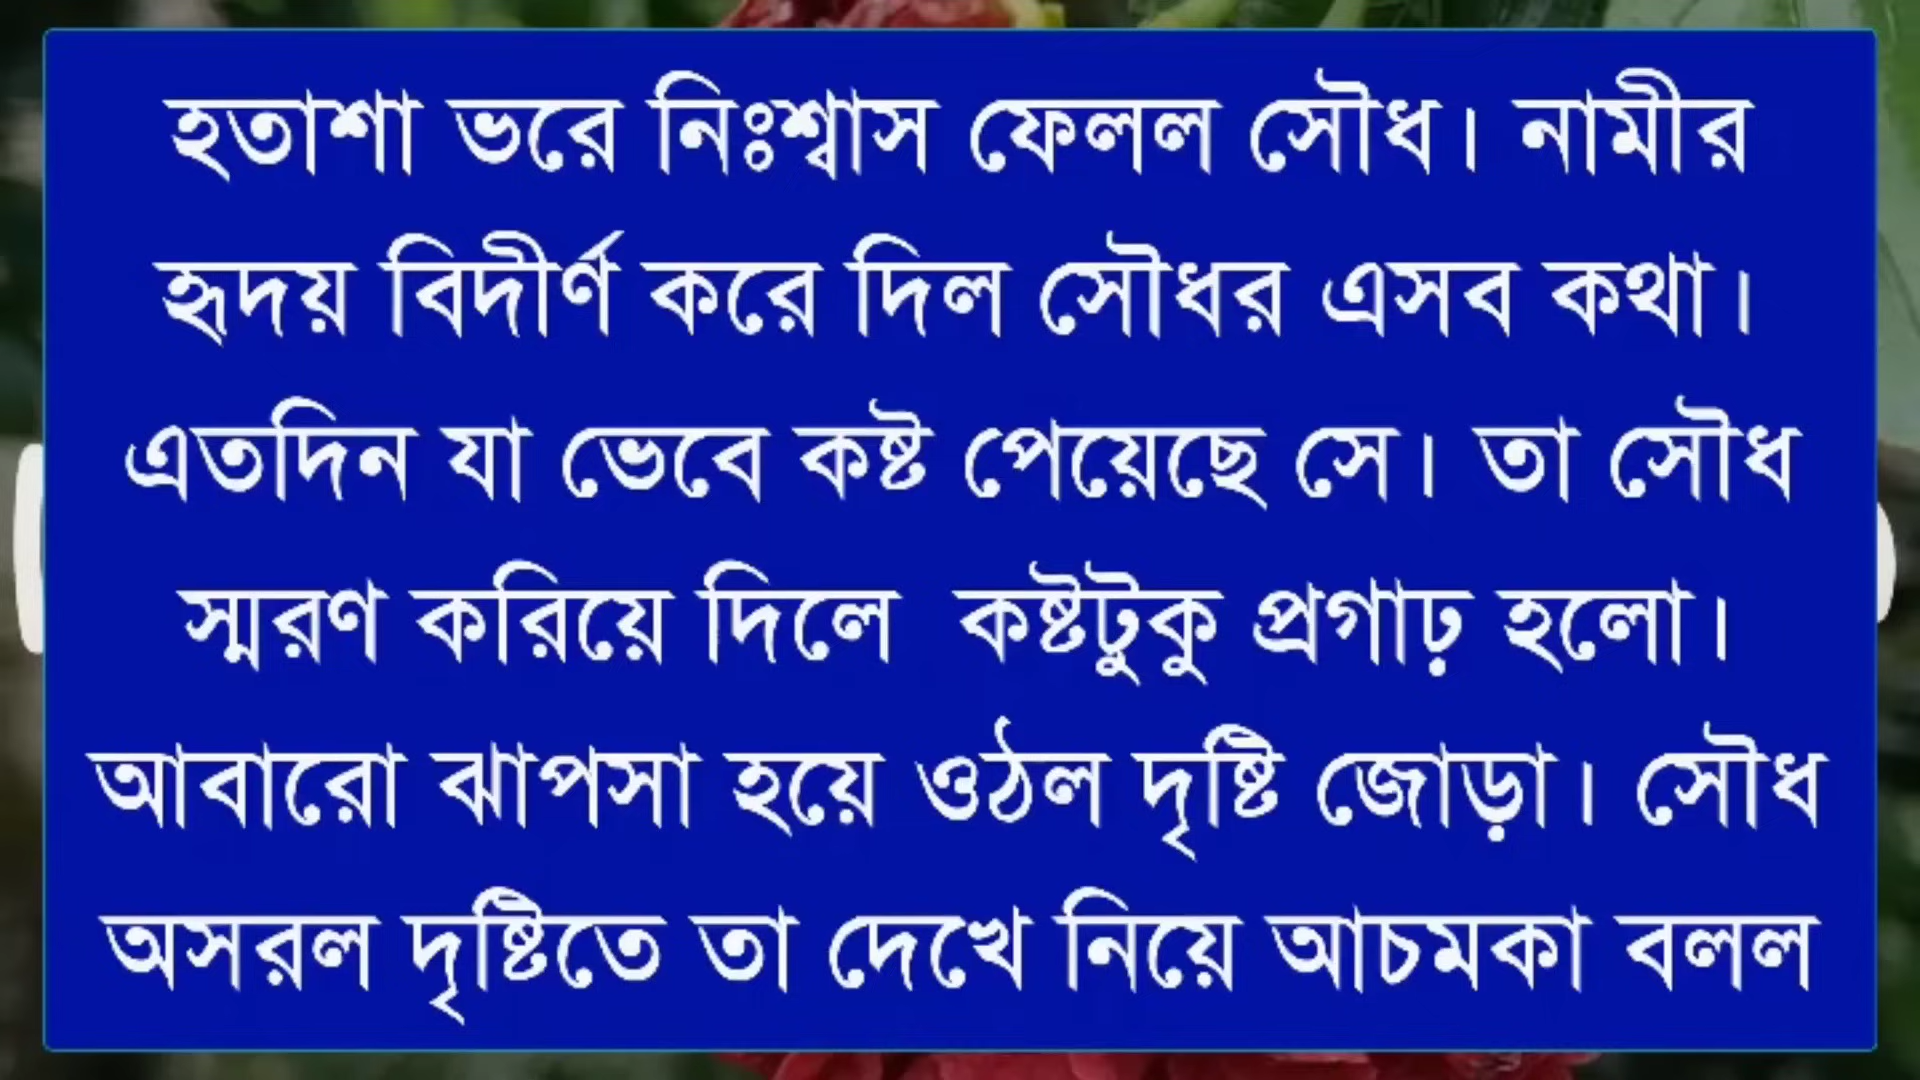 হতাশা ভরে নিঃশ্বাস ফেলল সৌধ। নামীর
হৃদয় বিদীর্ণ করে দিল সৌধর এসব কথা।
এতদিন যা ভেবে কষ্ট পেয়েছে সে। তা সৌধ
স্মরণ করিয়ে দিলে কষ্টটুকু প্রগাঢ় হলো।
আবারো ঝাপসা হয়ে ওঠল দৃষ্টি জোড়া। সৌধ
অসরল দৃষ্টিতে তা দেখে নিয়ে আচমকা বলল